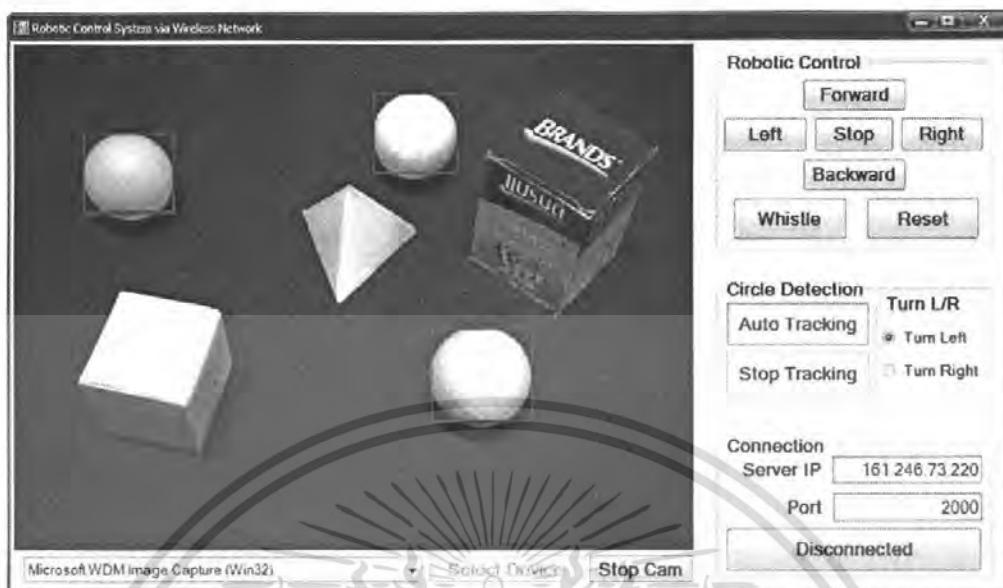 Robotic Control System via Wireless Network
BRAND'S
Robotic Control
Forward
Left Stop Right
Backward
Whistle Reset
Circle Detection
Turn L/R
Auto Tracking
Turn Left
Stop Tracking
Turn Right
Connection
Server IP 161.246.73.220
Port 2000
Disconnected
Microsoft WDM Image Capture (Win32)
Select Device
Stop Cam